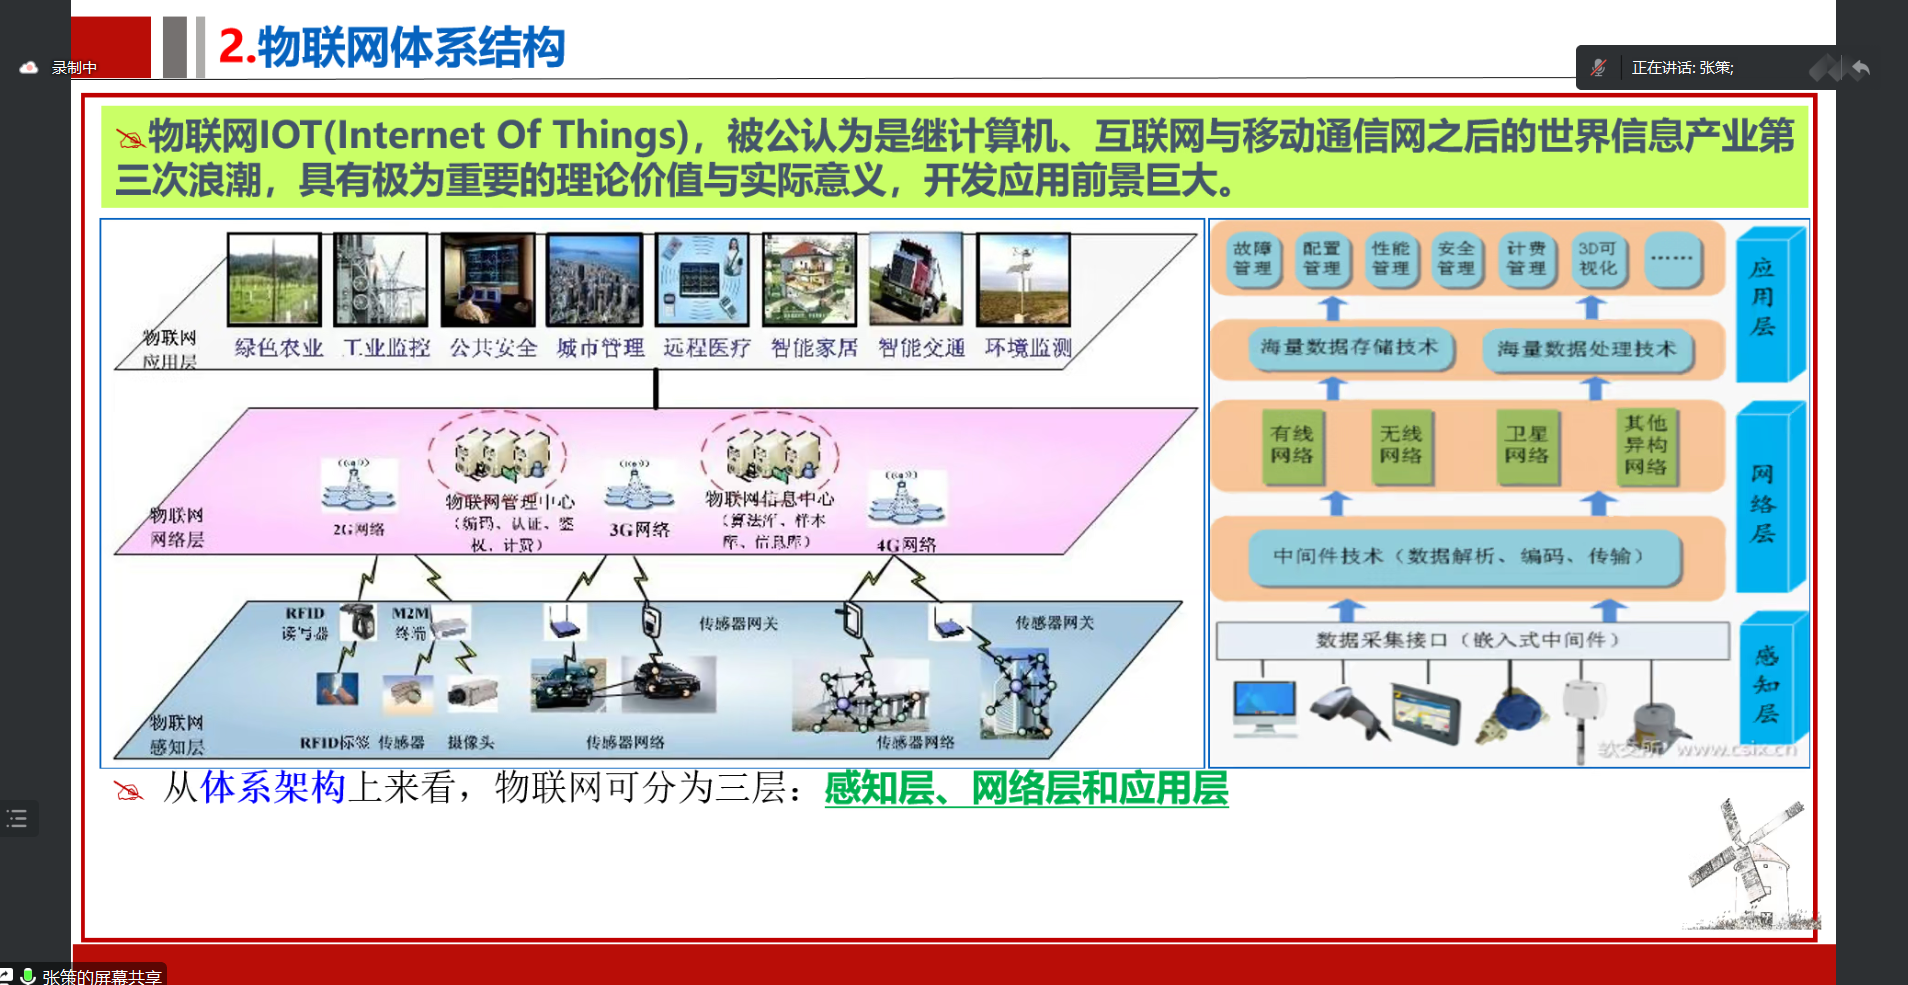 2.物联网体系结构
录制中
正在讲话: 张策;
物联网IOT(Internet Of Things)，被公认为是继计算机、互联网与移动通信网之后的世界信息产业第
三次浪潮，具有极为重要的理论价值与实际意义，开发应用前景巨大。
物联网
应用层
绿色农业 工业监控 公共安全 城市管理 远程医疗 智能家居 智能交通 环境监测
物联网
网络层
2G网络
物联网管理中心
（编码、认证、鉴
权、计费）
3G网络
物联网信息中心
（算法库、样本
库、信息库）
4G网络
RFID
读写器
M2M
终端
传感器网关
传感器网关
物联网
感知层
RFID标签 传感器 摄像头 传感器网络 传感器网络
故障
管理
配置
管理
性能
管理
安全
管理
计费
管理
3D可
视化
……
应用层
海量数据存储技术 海量数据处理技术
有线
网络
无线
网络
卫星
网络
其他
异构
网络
网络层
中间件技术（数据解析、编码、传输）
数据采集接口（嵌入式中间件）
感知层
软交所 www.csix.cn
从体系架构上来看，物联网可分为三层：感知层、网络层和应用层
张策的屏幕共享